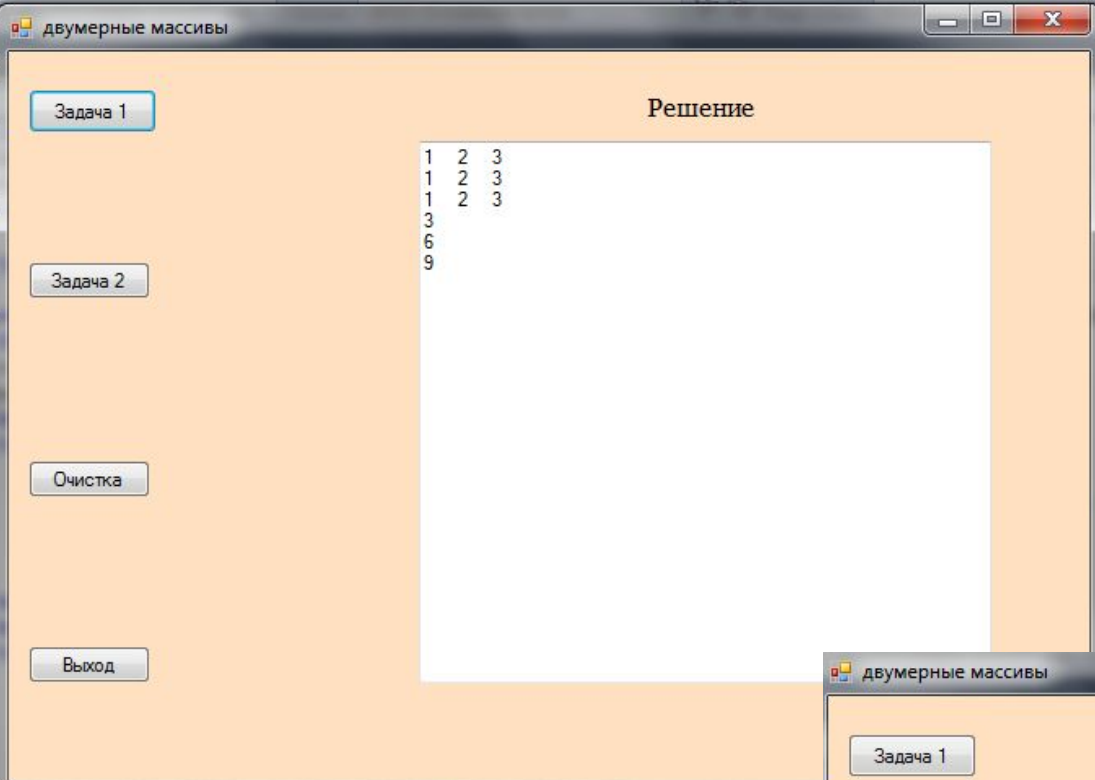 двумерные массивы
Задача 1
Решение
1 2 3
1 2 3
1 2 3
3
6
9
Задача 2
Очистка
Выход
двумерные массивы
Задача 1